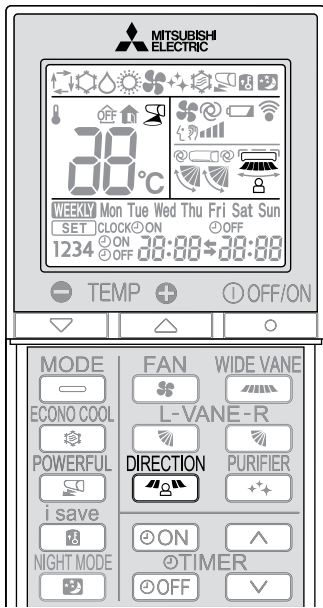 MITSUBISHI
ELECTRIC
OFF
88°C
WEEKLY Mon Tue Wed Thu Fri Sat Sun
SET CLOCK ON OFF
1234 ON OFF 88:88 88:88
TEMP OFF/ON
MODE FAN WIDE VANE
ECONO COOL L-VANE-R
POWERFUL DIRECTION PURIFIER
i save
ON
NIGHT MODE TIMER
OFF